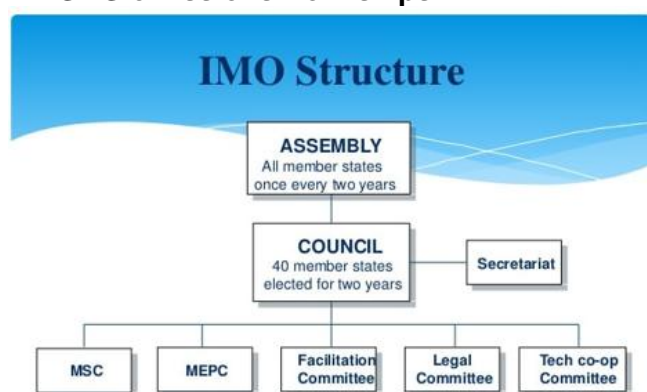 IMO Structure
ASSEMBLY
All member states
once every two years
COUNCIL
40 member states
elected for two years
Secretariat
MSC
MEPC
Facilitation
Committee
Legal
Committee
Tech co-op
Committee